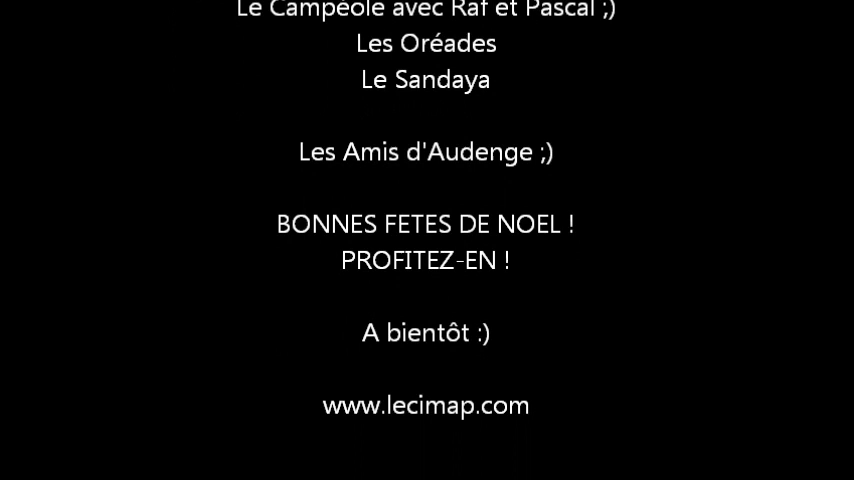 Le Campéole avec Raf et Pascal ;)
Les Oréades
Le Sandaya
Les Amis d'Audenge ;)
BONNES FETES DE NOEL !
PROFITEZ-EN !
A bientôt :)
www.lecimap.com